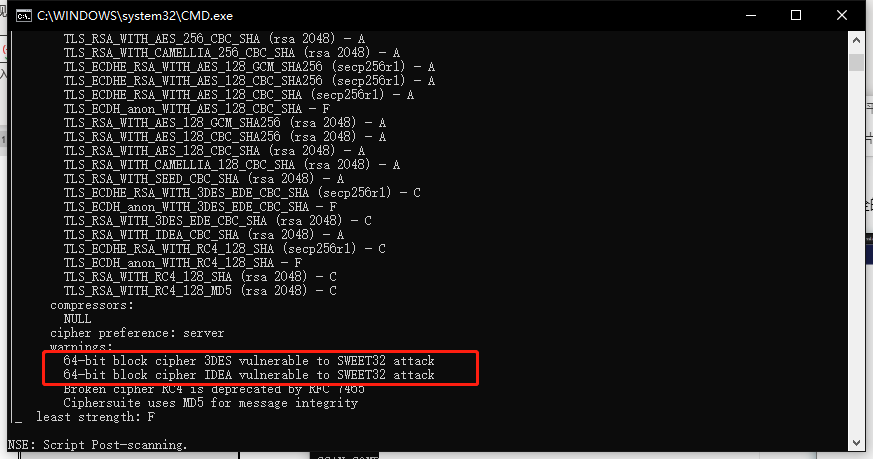 C:\WINDOWS\system32\CMD.exe
TLS_RSA_WITH_AES_256_CBC_SHA (rsa 2048) - A
TLS_RSA_WITH_CAMELLIA_256_CBC_SHA (rsa 2048) - A
TLS_ECDHE_RSA_WITH_AES_128_GCM_SHA256 (secp256r1) - A
TLS_ECDHE_RSA_WITH_AES_128_CBC_SHA256 (secp256r1) - A
TLS_ECDHE_RSA_WITH_AES_128_CBC_SHA (secp256r1) - A
TLS_ECDH_anon_WITH_AES_128_CBC_SHA - F
TLS_RSA_WITH_AES_128_GCM_SHA256 (rsa 2048) - A
TLS_RSA_WITH_AES_128_CBC_SHA256 (rsa 2048) - A
TLS_RSA_WITH_AES_128_CBC_SHA (rsa 2048) - A
TLS_RSA_WITH_CAMELLIA_128_CBC_SHA (rsa 2048) - A
TLS_RSA_WITH_SEED_CBC_SHA (rsa 2048) - A
TLS_ECDHE_RSA_WITH_3DES_EDE_CBC_SHA (secp256r1) - C
TLS_ECDH_anon_WITH_3DES_EDE_CBC_SHA - F
TLS_RSA_WITH_3DES_EDE_CBC_SHA (rsa 2048) - C
TLS_RSA_WITH_IDEA_CBC_SHA (rsa 2048) - A
TLS_ECDHE_RSA_WITH_RC4_128_SHA (secp256r1) - C
TLS_ECDH_anon_WITH_RC4_128_SHA - F
TLS_RSA_WITH_RC4_128_SHA (rsa 2048) - C
TLS_RSA_WITH_RC4_128_MD5 (rsa 2048) - C
compressors:
NULL
cipher preference: server
warnings:
64-bit block cipher 3DES vulnerable to SWEET32 attack
64-bit block cipher IDEA vulnerable to SWEET32 attack
Broken cipher RC4 is deprecated by RFC 7465
Ciphersuite uses MD5 for message integrity
|_ least strength: F
NSE: Script Post-scanning.